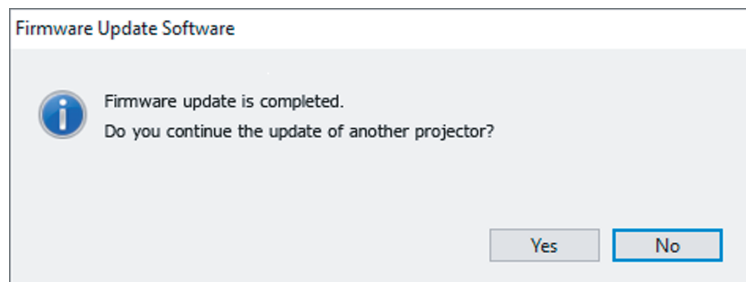 Firmware Update Software
Firmware update is completed.
Do you continue the update of another projector?
Yes
No